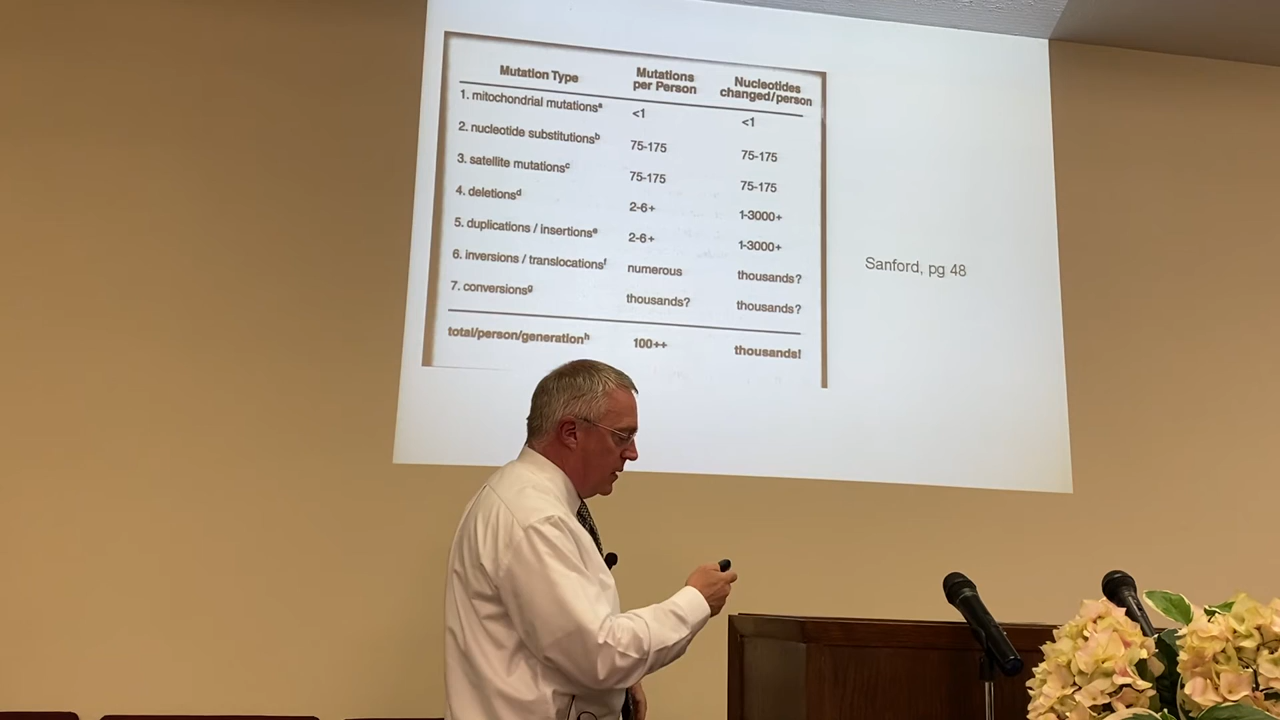 Mutation Type Mutations per Person Nucleotides changed/person
1. mitochondrial mutationsᵃ <1 <1
2. nucleotide substitutionsᵇ 75-175 75-175
3. satellite mutationsᶜ 75-175 75-175
4. deletionsᵈ 2-6+ 1-3000+
5. duplications / insertionsᵉ 2-6+ 1-3000+
6. inversions / translocationsᶠ numerous thousands?
7. conversionsᵍ thousands? thousands?
total/person/generationʰ 100++ thousands!
Sanford, pg 48